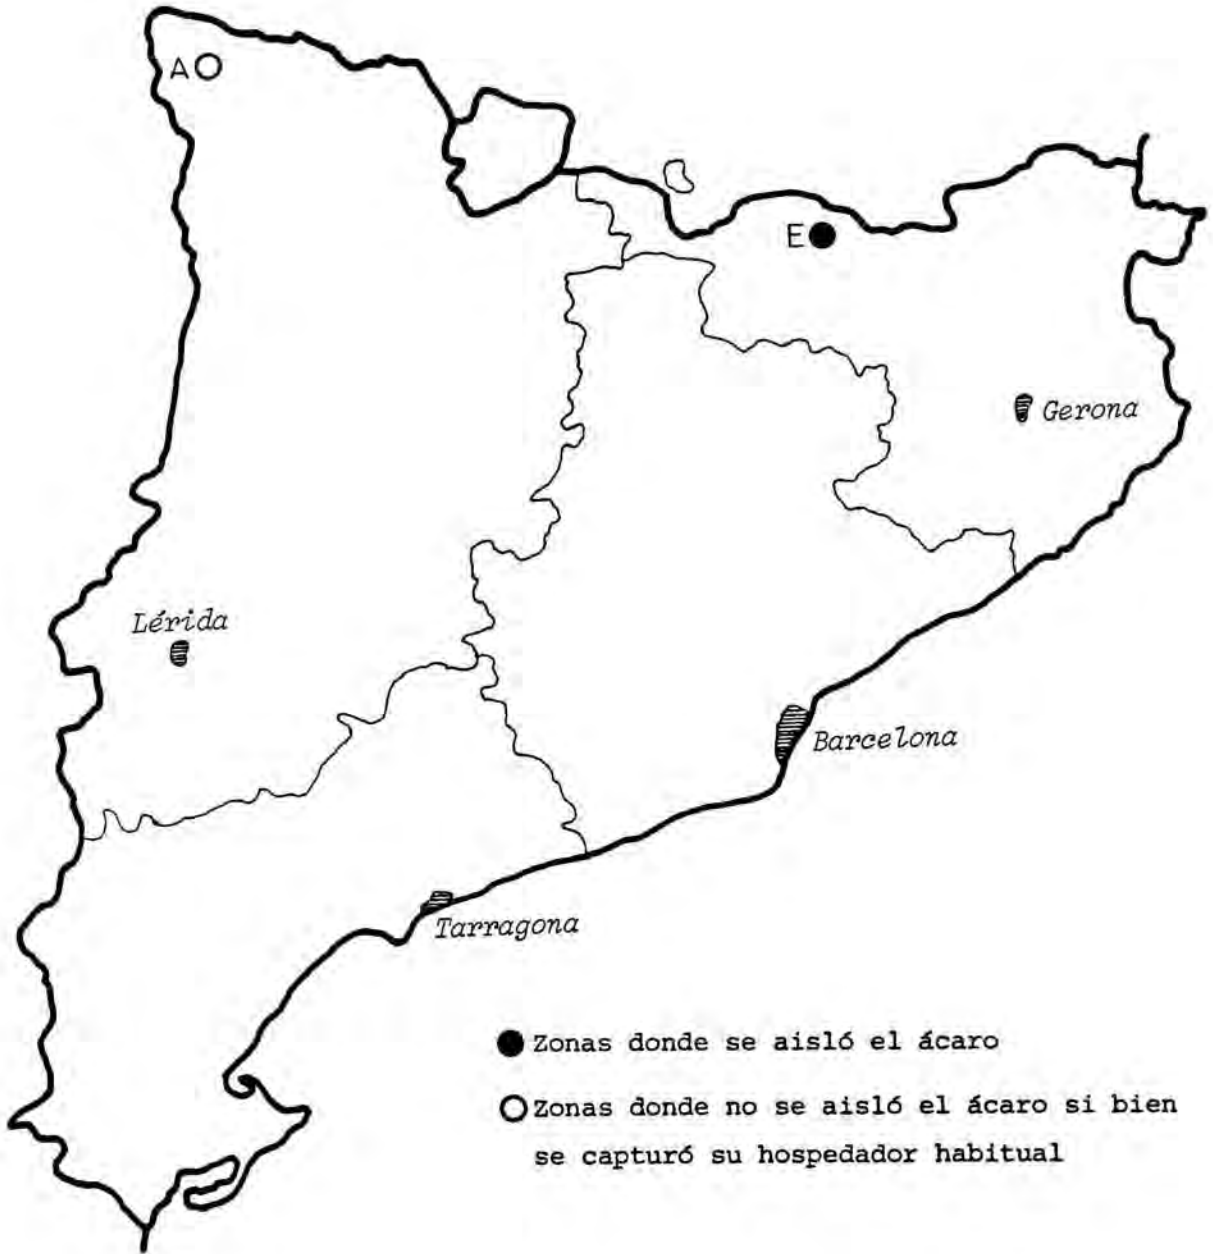 A
E
Gerona
Lérida
Barcelona
Tarragona
Zonas donde se aisló el ácaro
Zonas donde no se aisló el ácaro si bien
se capturó su hospedador habitual